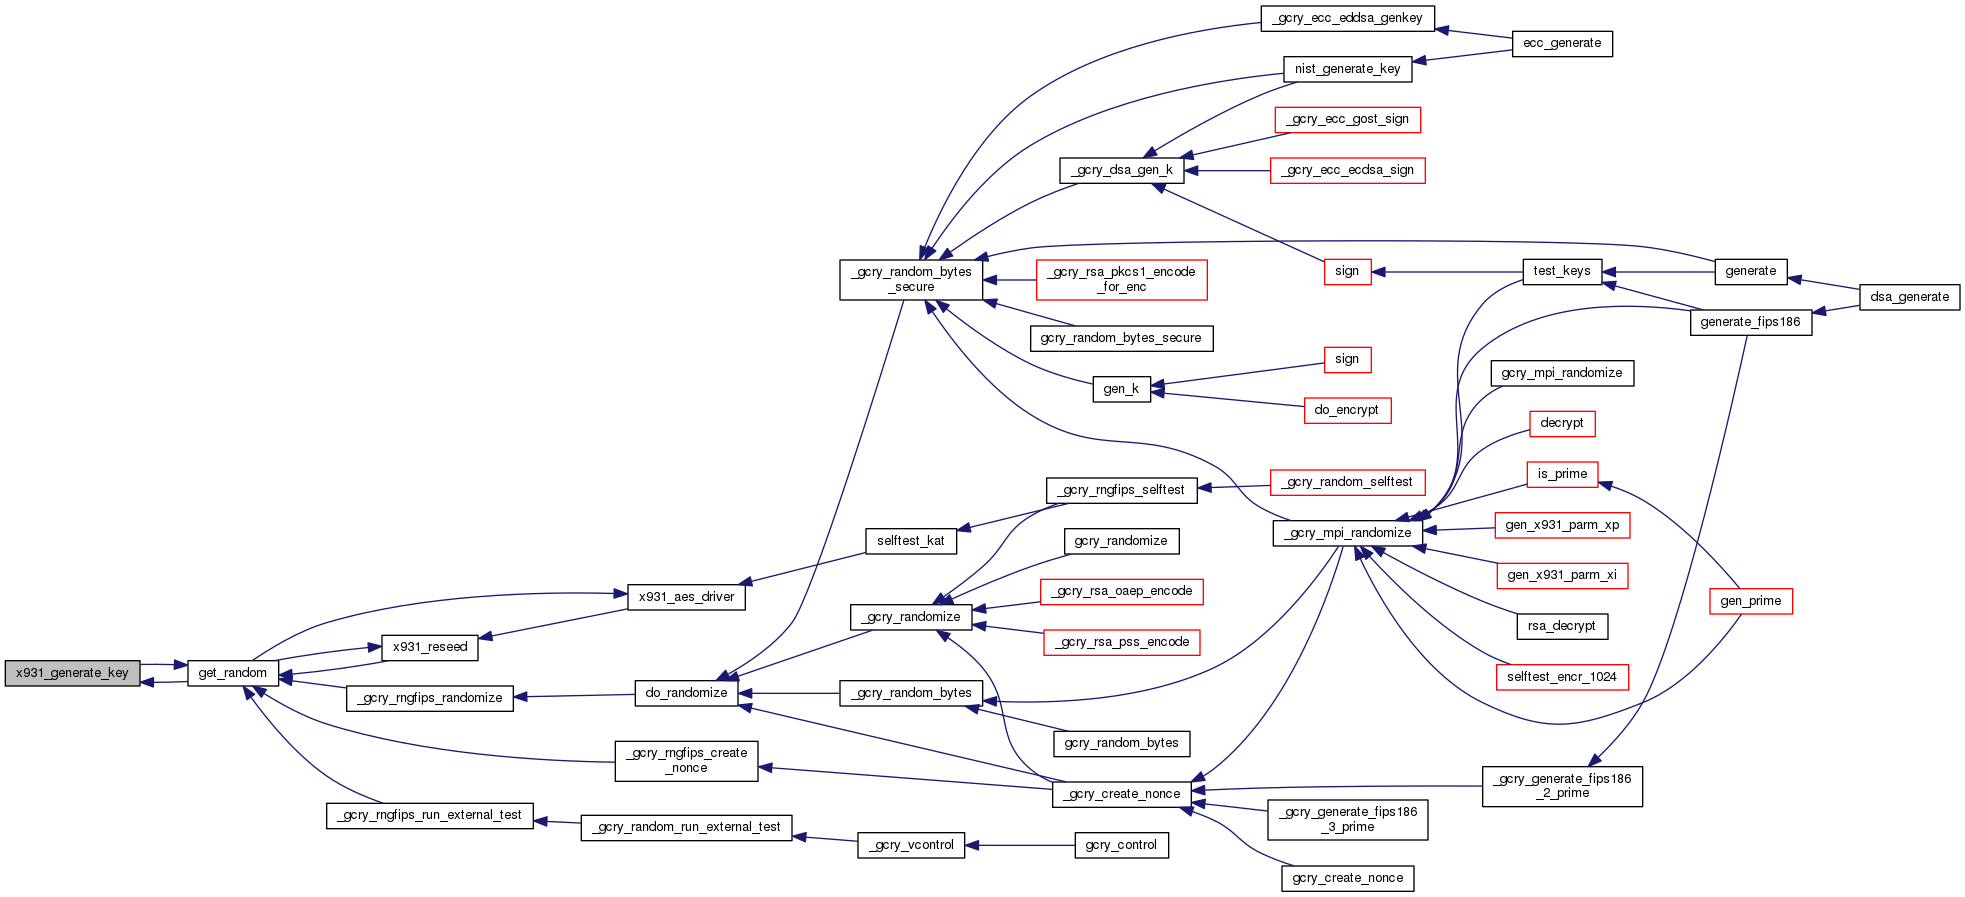 _gcry_ecc_eddsa_genkey
ecc_generate
nist_generate_key
_gcry_ecc_gost_sign
_gcry_dsa_gen_k
_gcry_ecc_ecdsa_sign
_gcry_random_bytes
_secure
_gcry_rsa_pkcs1_encode
_for_enc
sign
test_keys
generate
dsa_generate
gcry_random_bytes_secure
generate_fips186
gen_k
sign
do_encrypt
gcry_mpi_randomize
decrypt
_gcry_rngfips_selftest
_gcry_random_selftest
is_prime
selftest_kat
gcry_randomize
_gcry_mpi_randomize
gen_x931_parm_xp
gen_x931_parm_xi
x931_aes_driver
_gcry_randomize
_gcry_rsa_oaep_encode
gen_prime
rsa_decrypt
x931_generate_key
get_random
x931_reseed
_gcry_rsa_pss_encode
selftest_encr_1024
_gcry_rngfips_randomize
do_randomize
_gcry_random_bytes
gcry_random_bytes
_gcry_rngfips_create
_nonce
_gcry_create_nonce
_gcry_generate_fips186
_2_prime
_gcry_rngfips_run_external_test
_gcry_random_run_external_test
_gcry_vcontrol
gcry_control
_gcry_generate_fips186
_3_prime
gcry_create_nonce